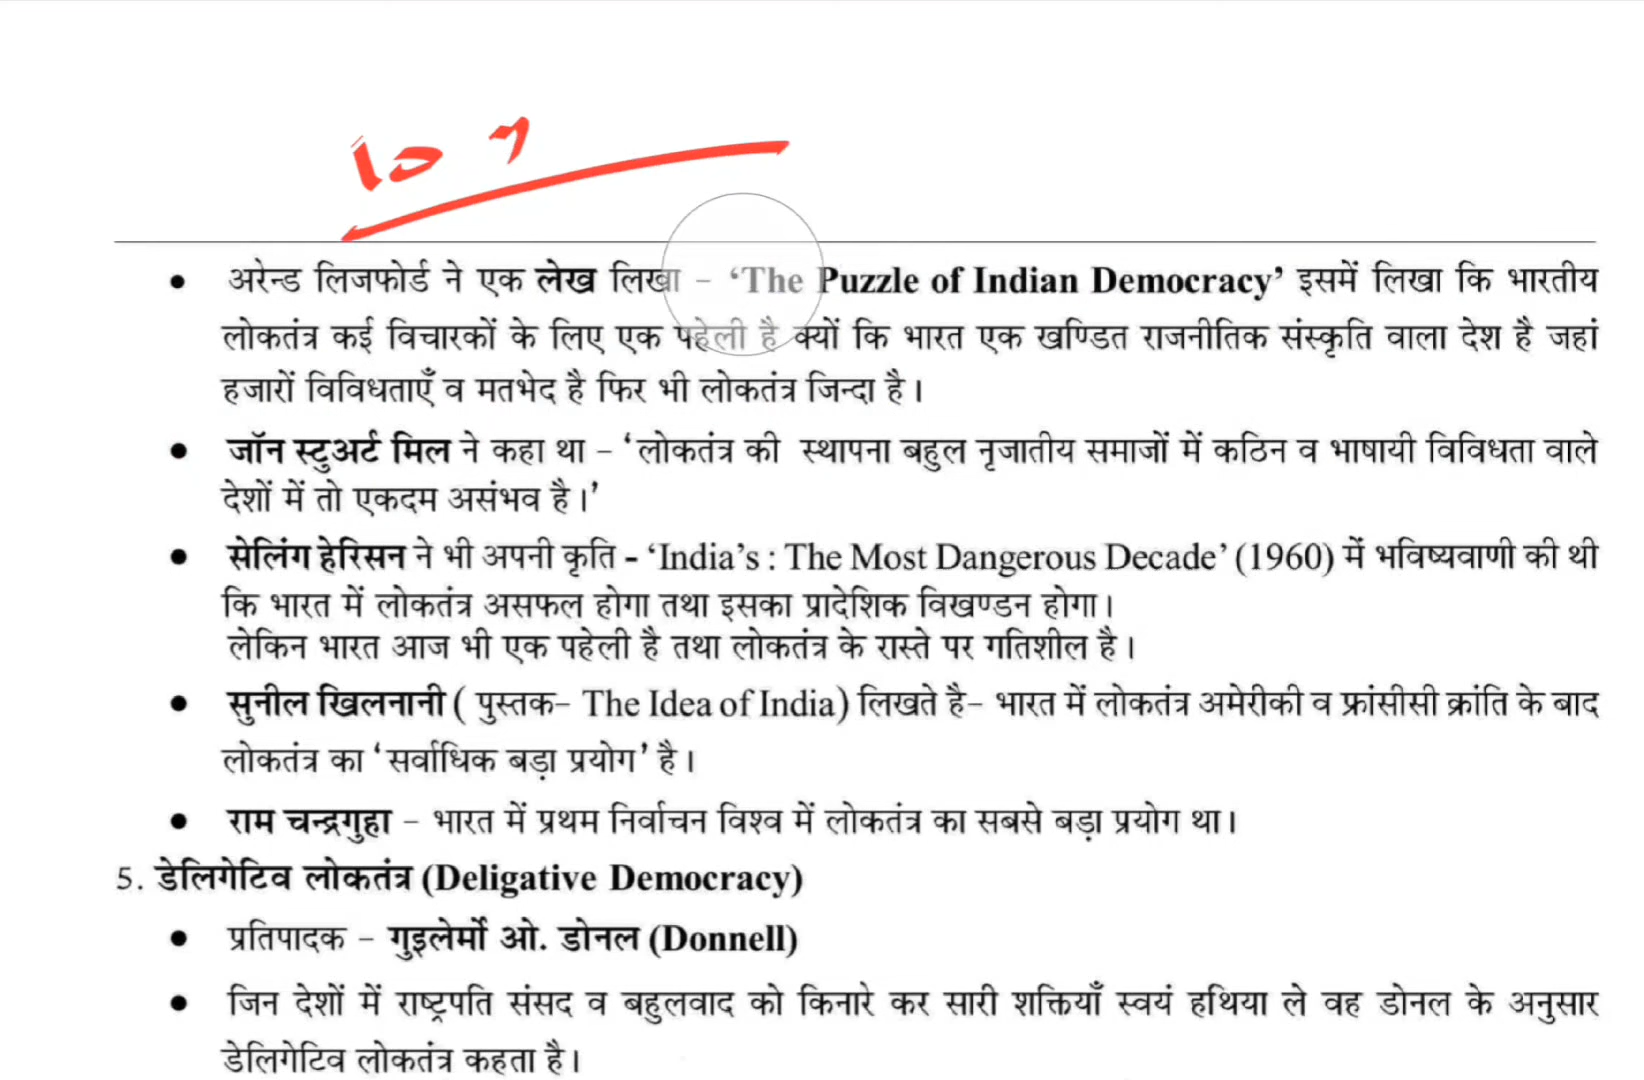 10
अरेन्ड लिजफोर्ड ने एक लेख लिखा – ‘The Puzzle of Indian Democracy’ इसमें लिखा कि भारतीय
लोकतंत्र कई विचारकों के लिए एक पहेली है क्यों कि भारत एक खण्डित राजनीतिक संस्कृति वाला देश है जहां
हजारों विविधताएँ व मतभेद है फिर भी लोकतंत्र जिन्दा है।
जॉन स्टुअर्ट मिल ने कहा था – ‘लोकतंत्र की स्थापना बहुल नृजातीय समाजों में कठिन व भाषायी विविधता वाले
देशों में तो एकदम असंभव है।’
सेलिंग हेरिसन ने भी अपनी कृति - ‘India’s : The Most Dangerous Decade’ (1960) में भविष्यवाणी की थी
कि भारत में लोकतंत्र असफल होगा तथा इसका प्रादेशिक विखण्डन होगा।
लेकिन भारत आज भी एक पहेली है तथा लोकतंत्र के रास्ते पर गतिशील है।
सुनील खिलनानी ( पुस्तक– The Idea of India) लिखते है– भारत में लोकतंत्र अमेरीकी व फ्रांसीसी क्रांति के बाद
लोकतंत्र का ‘सर्वाधिक बड़ा प्रयोग’ है।
राम चन्द्रगुहा – भारत में प्रथम निर्वाचन विश्व में लोकतंत्र का सबसे बड़ा प्रयोग था।
5. डेलिगेटिव लोकतंत्र (Deligative Democracy)
प्रतिपादक – गुइलेर्मो ओ. डोनल (Donnell)
जिन देशों में राष्ट्रपति संसद व बहुलवाद को किनारे कर सारी शक्तियाँ स्वयं हथिया ले वह डोनल के अनुसार
डेलिगेटिव लोकतंत्र कहता है।